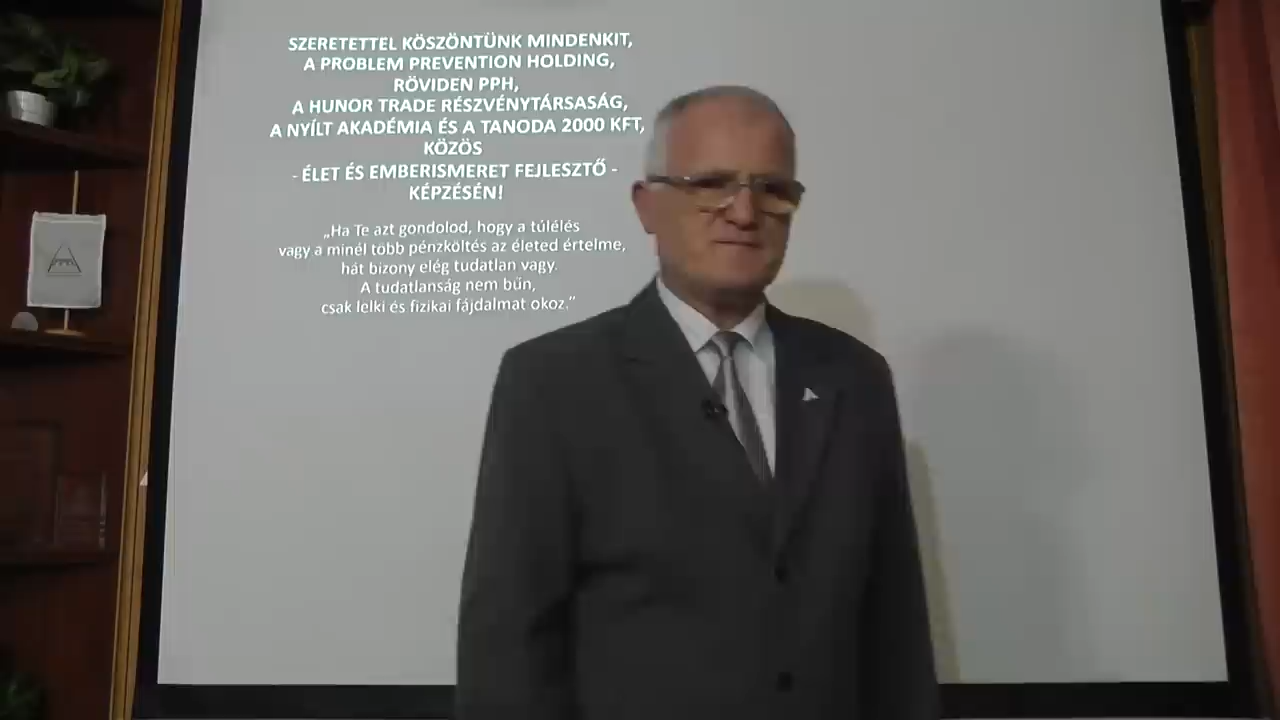 SZERETETTEL KÖSZÖNTÜNK MINDENKIT,
A PROBLEM PREVENTION HOLDING,
RÖVIDEN PPH,
A HUNOR TRADE RÉSZVÉNYTÁRSASÁG,
A NYÍLT AKADÉMIA ÉS A TANODA 2000 KFT,
KÖZÖS
- ÉLET ÉS EMBERISMERET FEJLESZTŐ -
KÉPZÉSÉN!
„Ha Te azt gondolod, hogy a túlélés
vagy a minél több pénzköltés az életed értelme,
hát bizony elég tudatlan vagy.
A tudatlanság nem bűn,
csak lelki és fizikai fájdalmat okoz.”